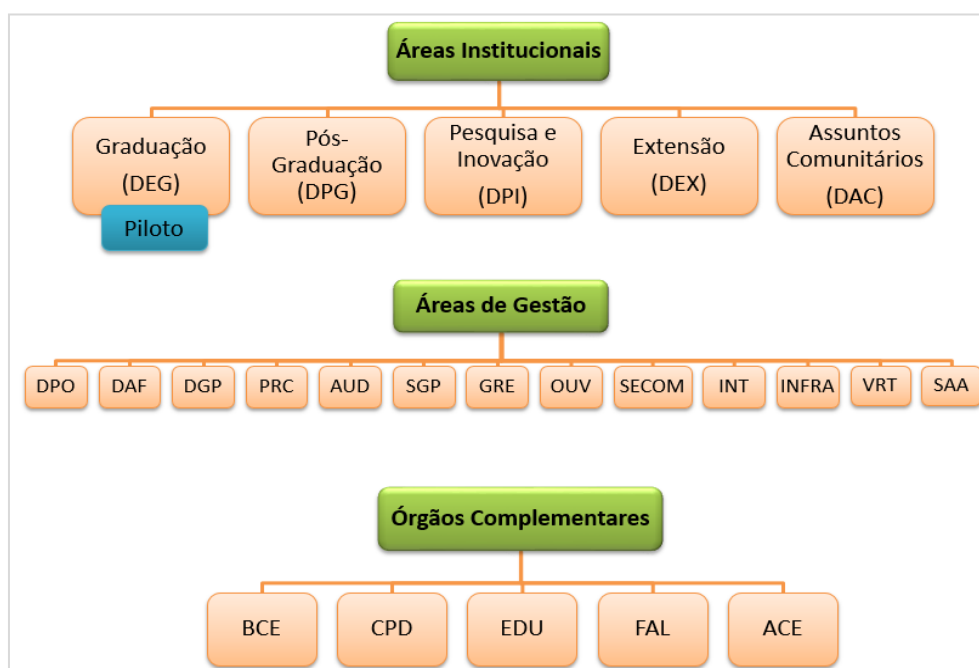 Áreas Institucionais
Graduação
(DEG)
Piloto
Pós-
Graduação
(DPG)
Pesquisa e
Inovação
(DPI)
Extensão
(DEX)
Assuntos
Comunitários
(DAC)
Áreas de Gestão
DPO DAF DGP PRC AUD SGP GRE OUV SECOM INT INFRA VRT SAA
Órgãos Complementares
BCE CPD EDU FAL ACE